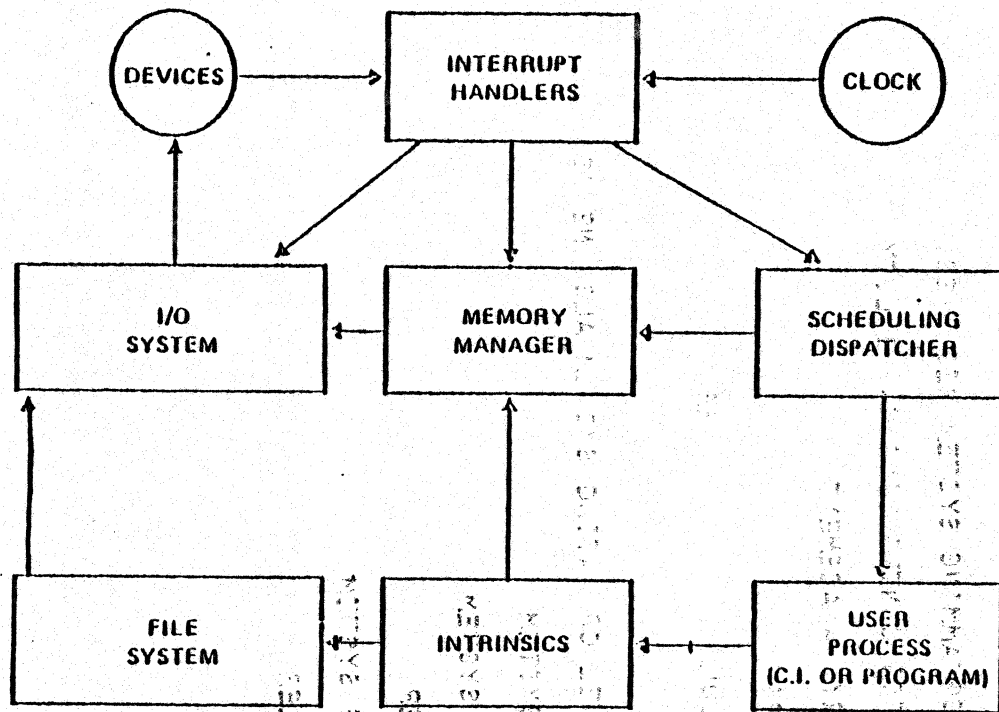 DEVICES
INTERRUPT
HANDLERS
CLOCK
I/O
SYSTEM
MEMORY
MANAGER
SCHEDULING
DISPATCHER
FILE
SYSTEM
INTRINSICS
USER
PROCESS
(C.I. OR PROGRAM)